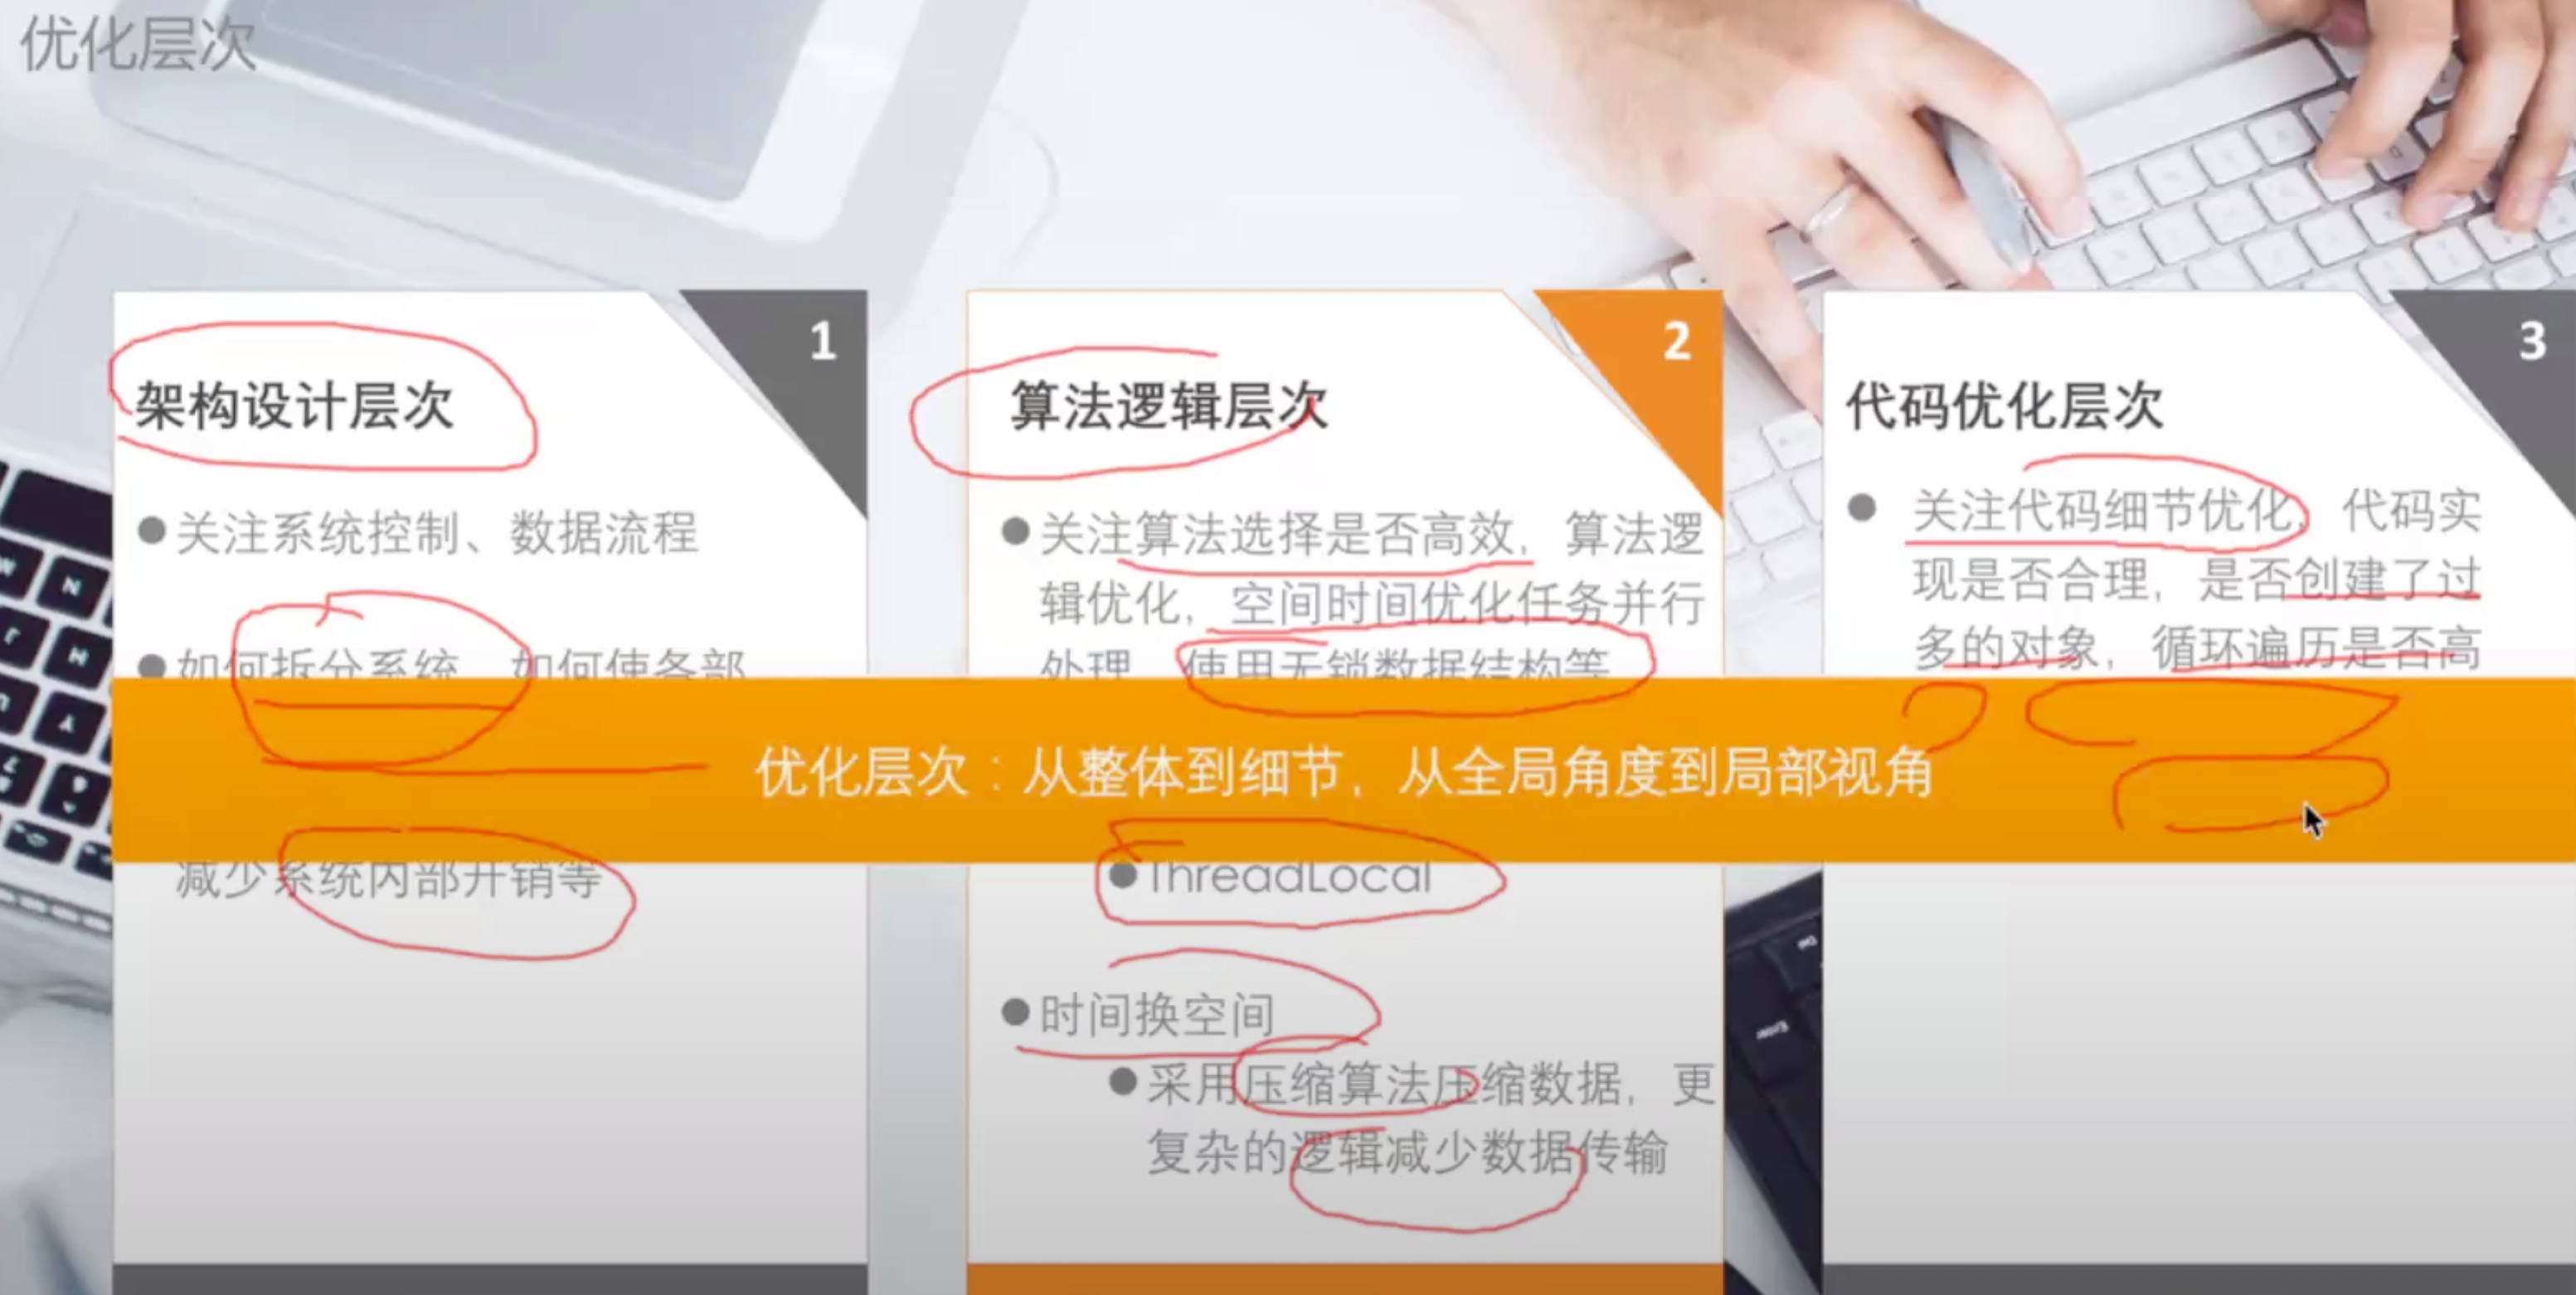 优化层次
1
架构设计层次
关注系统控制、数据流程
如何拆分系统，如何使各部
减少系统内部开销等
2
算法逻辑层次
关注算法选择是否高效，算法逻
辑优化，空间时间优化任务并行
处理，使用无锁数据结构等
ThreadLocal
时间换空间
采用压缩算法压缩数据，更
复杂的逻辑减少数据传输
3
代码优化层次
关注代码细节优化，代码实
现是否合理，是否创建了过
多的对象，循环遍历是否高
优化层次：从整体到细节，从全局角度到局部视角